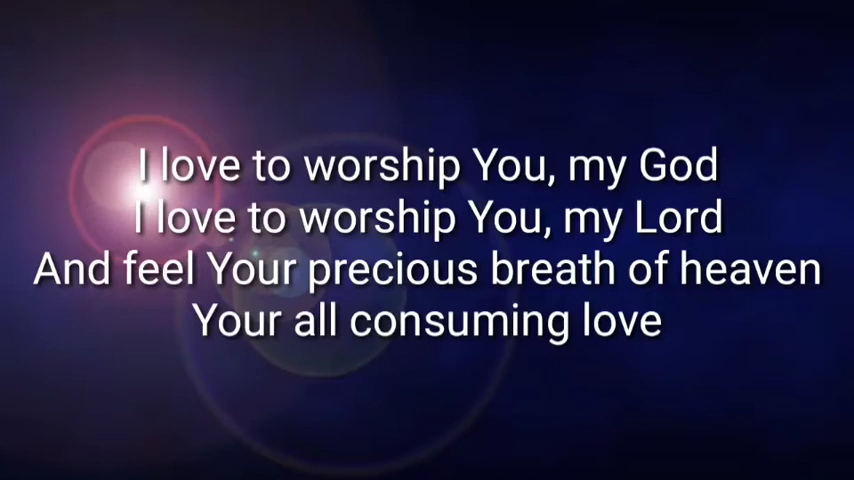 I love to worship You, my God
I love to worship You, my Lord
And feel Your precious breath of heaven
Your all consuming love